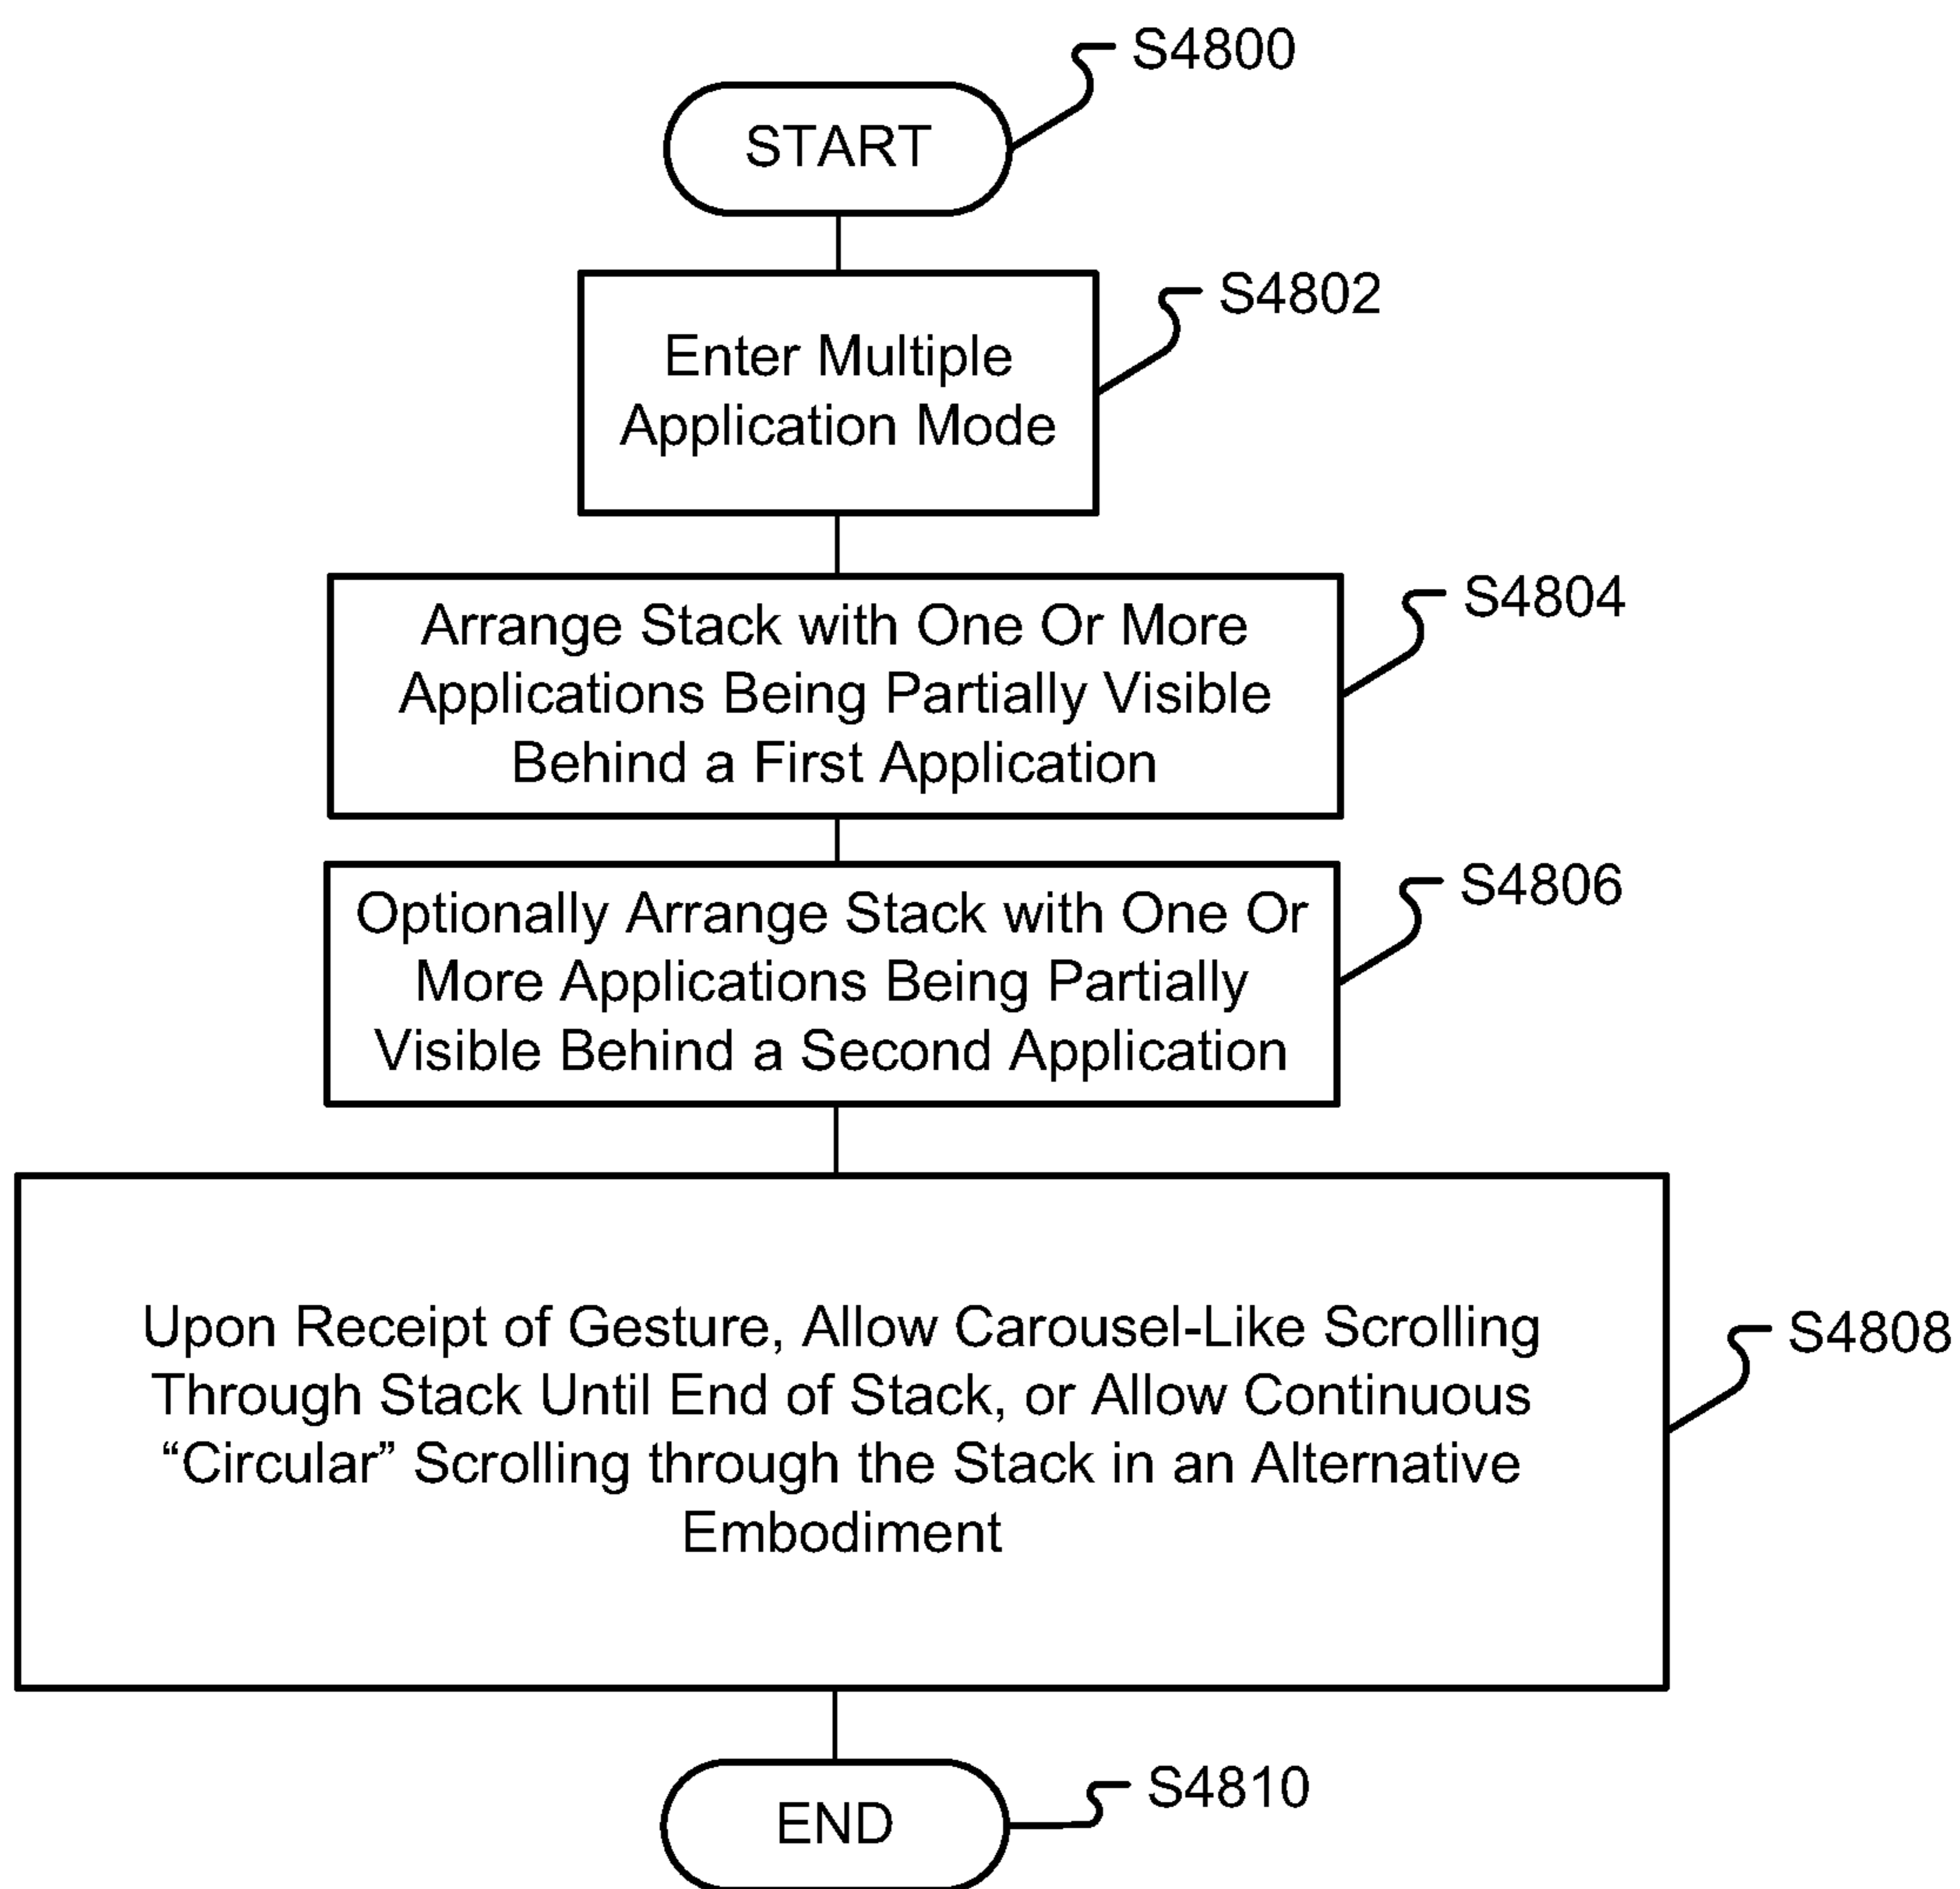 S4800
START
S4802
Enter Multiple
Application Mode
S4804
Arrange Stack with One Or More
Applications Being Partially Visible
Behind a First Application
S4806
Optionally Arrange Stack with One Or
More Applications Being Partially
Visible Behind a Second Application
S4808
Upon Receipt of Gesture, Allow Carousel-Like Scrolling
Through Stack Until End of Stack, or Allow Continuous
“Circular” Scrolling through the Stack in an Alternative
Embodiment
S4810
END